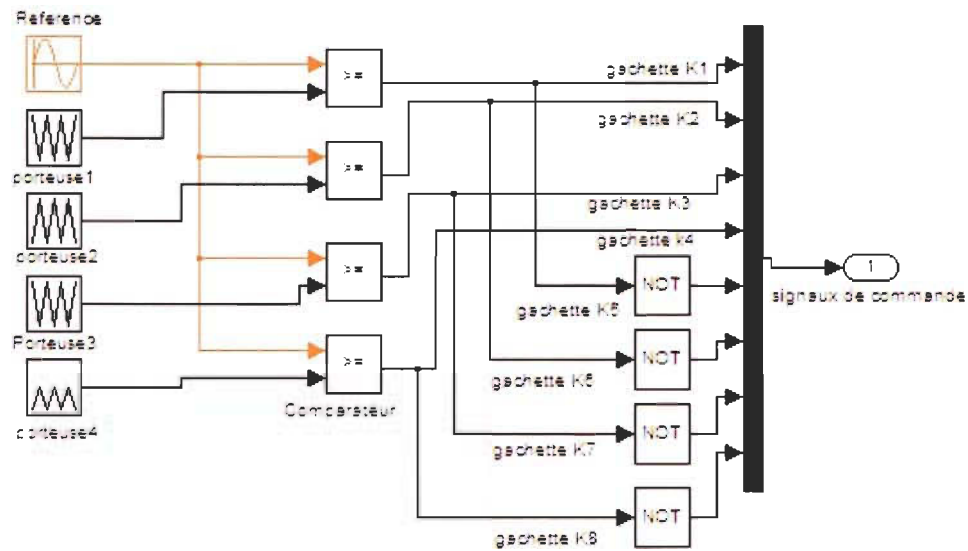 Reference
>=
gachette K1
porteuse1
gachette K2
>=
porteuse2
gachette K3
gachette k4
>=
Porteuse3
NOT
gachette K5
1
signaux de commande
>=
NOT
gachette K6
Comparateur
porteuse4
NOT
gachette K7
NOT
gachette K8